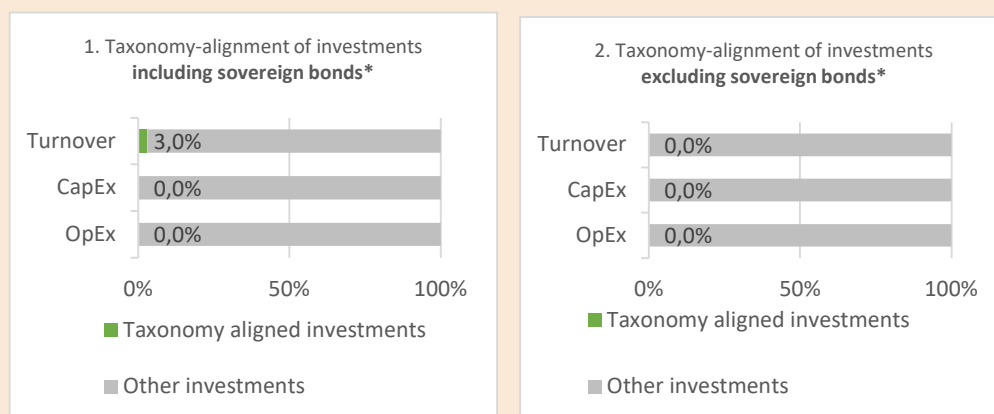 1. Taxonomy-alignment of investments
including sovereign bonds*
Turnover 3,0%
CapEx 0,0%
OpEx 0,0%
0% 50% 100%
Taxonomy aligned investments
Other investments
2. Taxonomy-alignment of investments
excluding sovereign bonds*
Turnover 0,0%
CapEx 0,0%
OpEx 0,0%
0% 50% 100%
Taxonomy aligned investments
Other investments